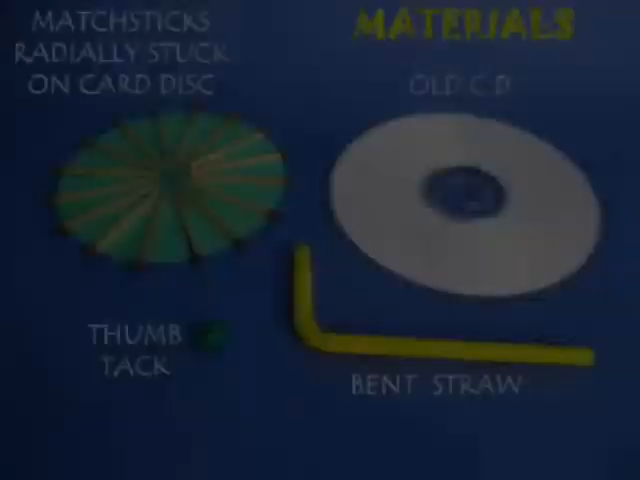 MATCHSTICKS
RADIALLY STUCK
ON CARD DISC
MATERIALS
OLD C.D
THUMB
TACK
BENT STRAW